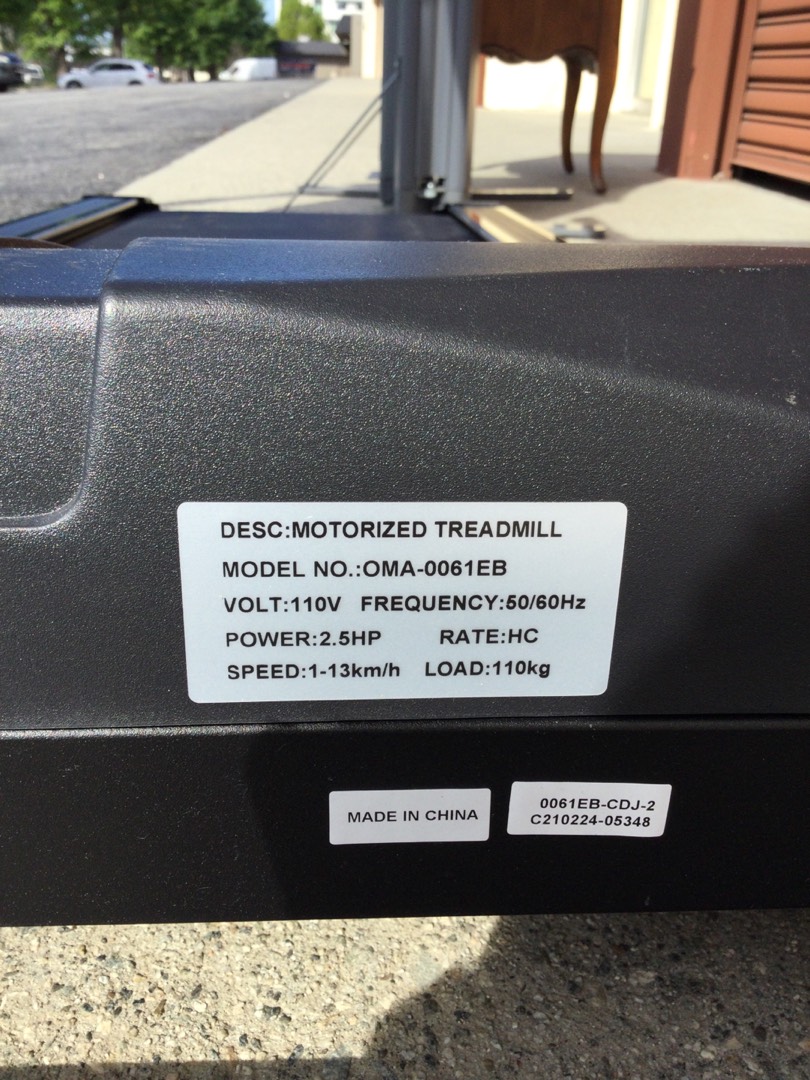 DESC:MOTORIZED TREADMILL
MODEL NO.:OMA-0061EB
VOLT:110V FREQUENCY:50/60Hz
POWER:2.5HP RATE:HC
SPEED:1-13km/h LOAD:110kg
MADE IN CHINA
0061EB-CDJ-2
C210224-05348